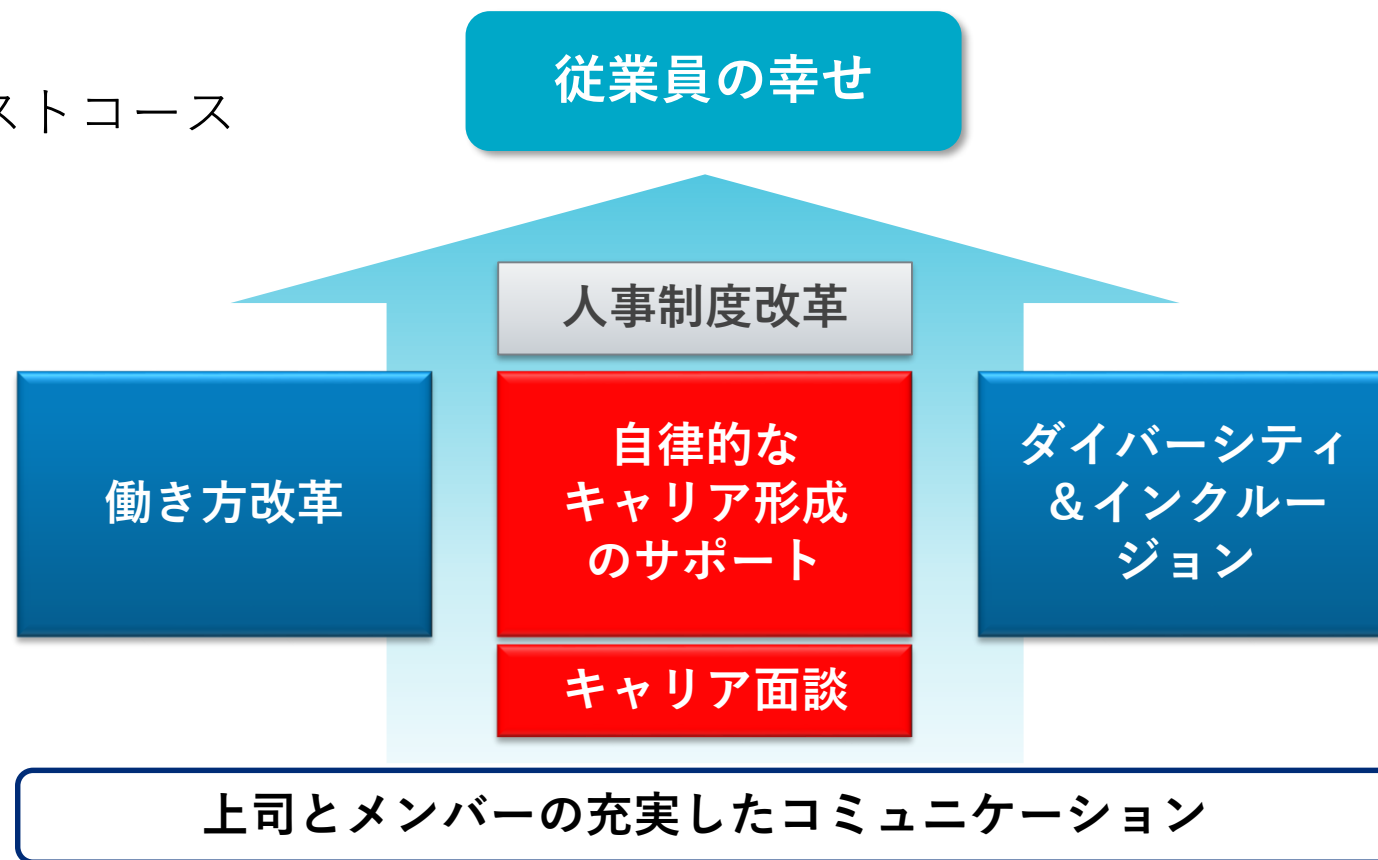 従業員の幸せ
ストコース
人事制度改革
働き方改革
自律的な
キャリア形成
のサポート
ダイバーシティ
＆インクルー
ジョン
キャリア面談
上司とメンバーの充実したコミュニケーション